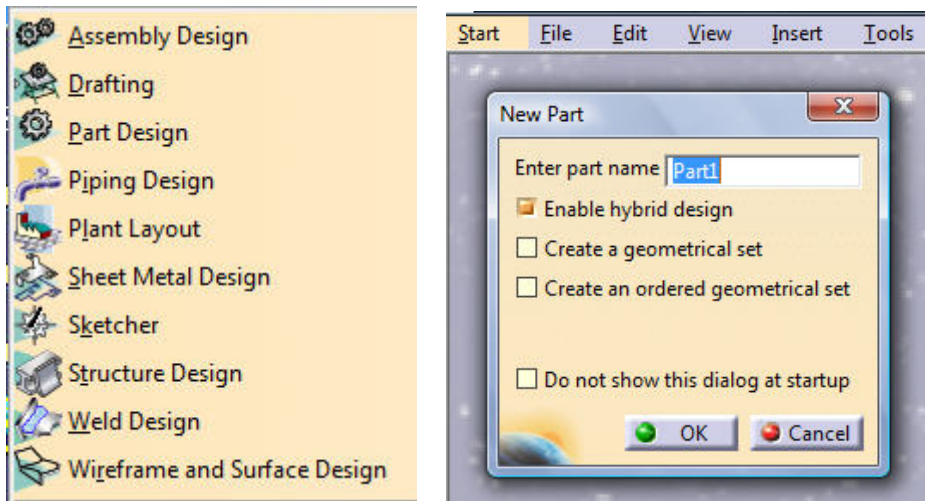 Assembly Design
Drafting
Part Design
Piping Design
Plant Layout
Sheet Metal Design
Sketcher
Structure Design
Weld Design
Wireframe and Surface Design
Start File Edit View Insert Tools
New Part
Enter part name Part1
Enable hybrid design
Create a geometrical set
Create an ordered geometrical set
Do not show this dialog at startup
OK Cancel